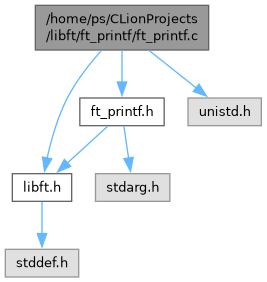 /home/ps/CLionProjects
/libft/ft_printf/ft_printf.c
ft_printf.h
unistd.h
libft.h
stdarg.h
stddef.h